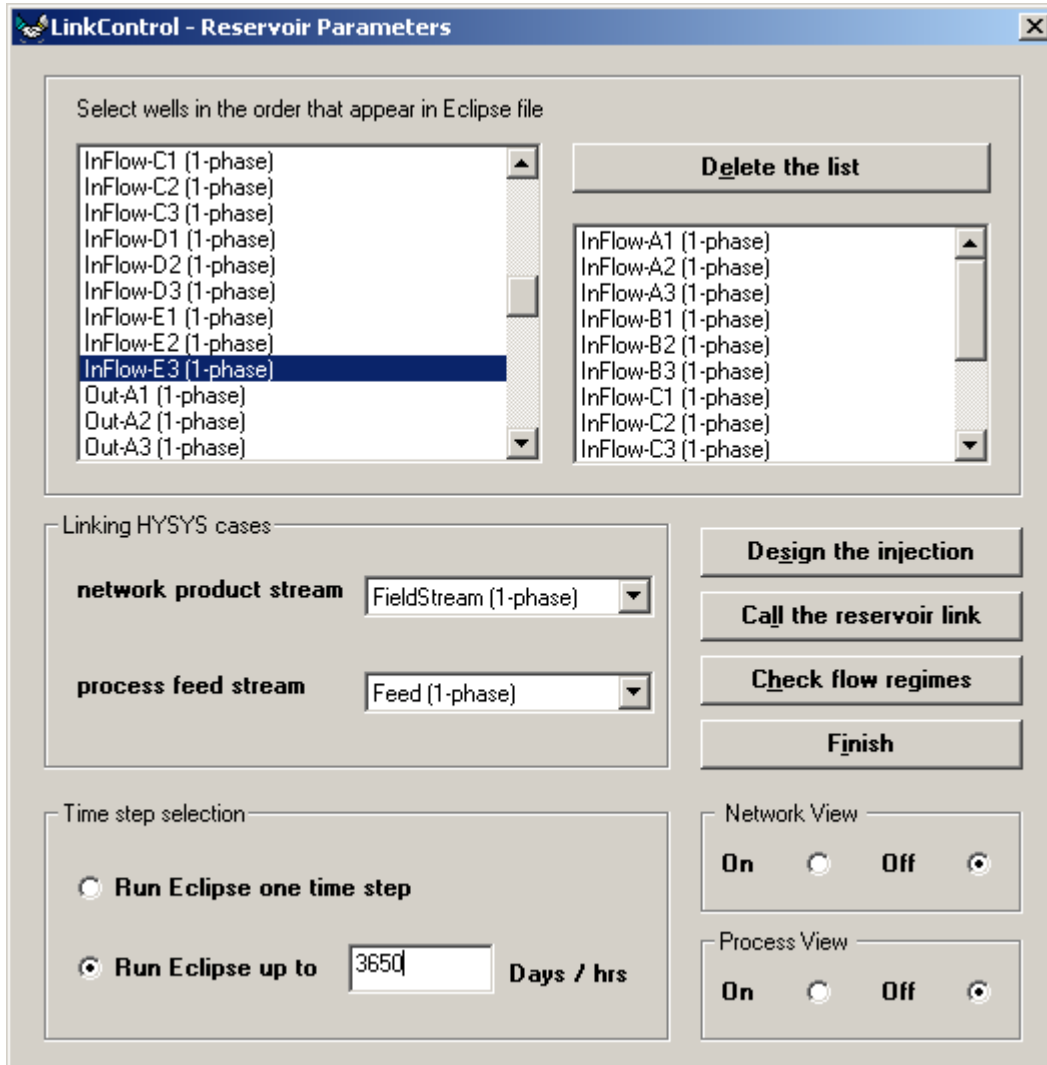 LinkControl - Reservoir Parameters
Select wells in the order that appear in Eclipse file
InFlow-C1 (1-phase)
InFlow-C2 (1-phase)
InFlow-C3 (1-phase)
InFlow-D1 (1-phase)
InFlow-D2 (1-phase)
InFlow-D3 (1-phase)
InFlow-E1 (1-phase)
InFlow-E2 (1-phase)
InFlow-E3 (1-phase)
Out-A1 (1-phase)
Out-A2 (1-phase)
Out-A3 (1-phase)
Delete the list
InFlow-A1 (1-phase)
InFlow-A2 (1-phase)
InFlow-A3 (1-phase)
InFlow-B1 (1-phase)
InFlow-B2 (1-phase)
InFlow-B3 (1-phase)
InFlow-C1 (1-phase)
InFlow-C2 (1-phase)
InFlow-C3 (1-phase)
Linking HYSYS cases
network product stream FieldStream (1-phase)
process feed stream Feed (1-phase)
Design the injection
Call the reservoir link
Check flow regimes
Finish
Time step selection
Run Eclipse one time step
Run Eclipse up to 3650 Days / hrs
Network View
On Off
Process View
On Off